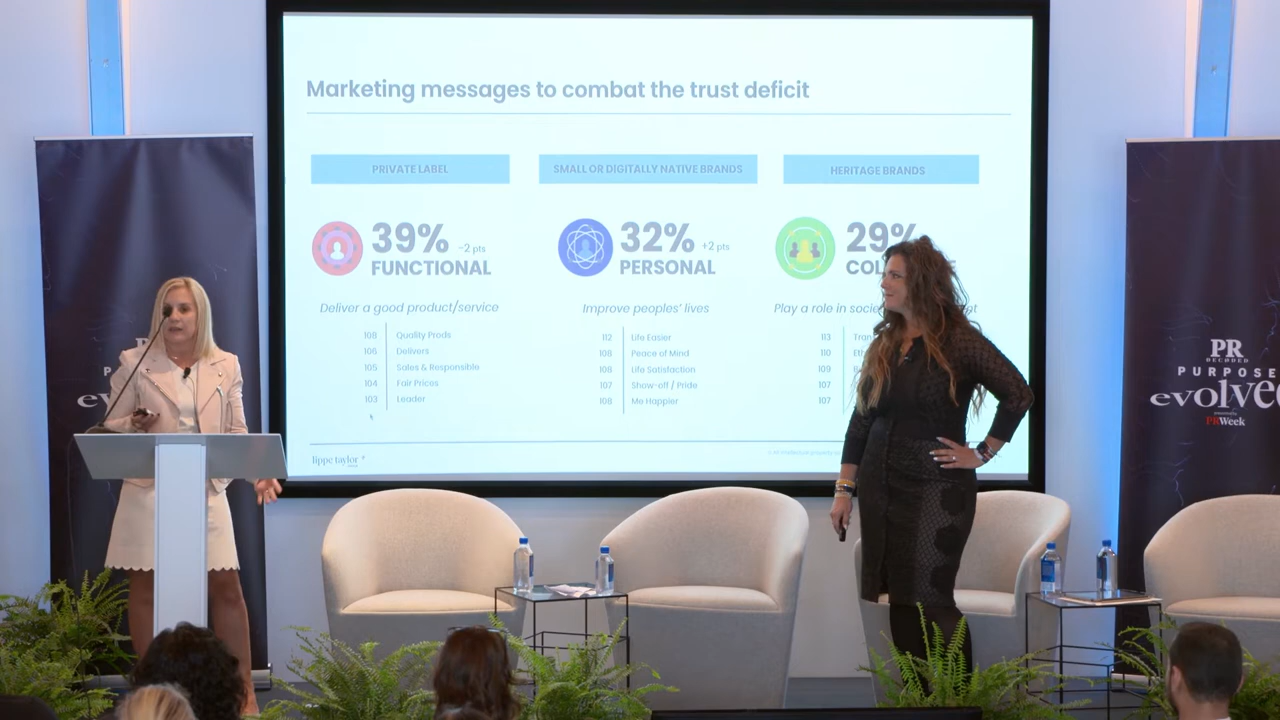 Marketing messages to combat the trust deficit
PRIVATE LABEL
39% -2 pts
FUNCTIONAL
Deliver a good product/service
108 Quality Prods
106 Delivers
105 Sales & Responsible
104 Fair Prices
103 Leader
SMALL OR DIGITALLY NATIVE BRANDS
32% +2 pts
PERSONAL
Improve peoples' lives
112 Life Easier
108 Peace of Mind
108 Life Satisfaction
107 Show-off / Pride
108 Me Happier
HERITAGE BRANDS
29%
Play a role in
113
110
109
107
107
lippe taylor
PR
DECODED
PURPOSE
evolved
PRWeek